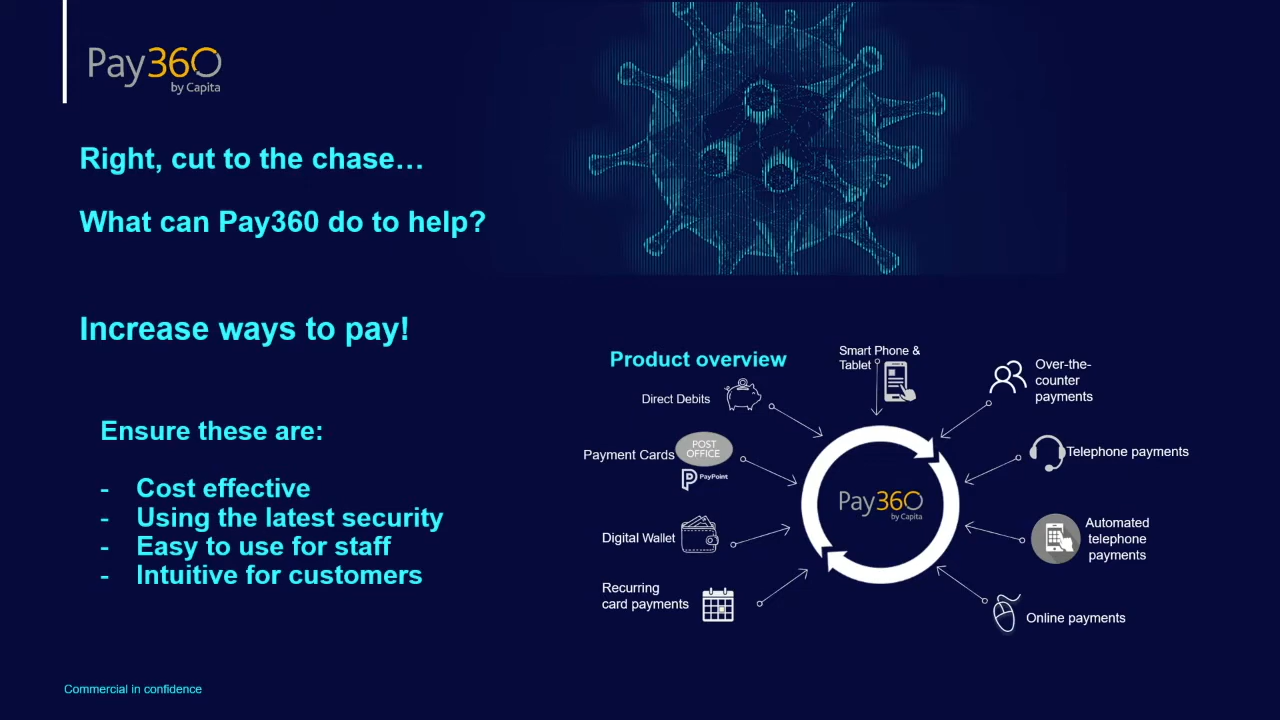 Pay360
by Capita
Right, cut to the chase…
What can Pay360 do to help?
Increase ways to pay!
Ensure these are:
- Cost effective
- Using the latest security
- Easy to use for staff
- Intuitive for customers
Product overview
Smart Phone &
Tablet
Over-the-
counter
payments
Direct Debits
Payment Cards
POST
OFFICE
PayPoint
Telephone payments
Pay360
by Capita
Digital Wallet
Automated
telephone
payments
Recurring
card payments
Online payments
Commercial in confidence